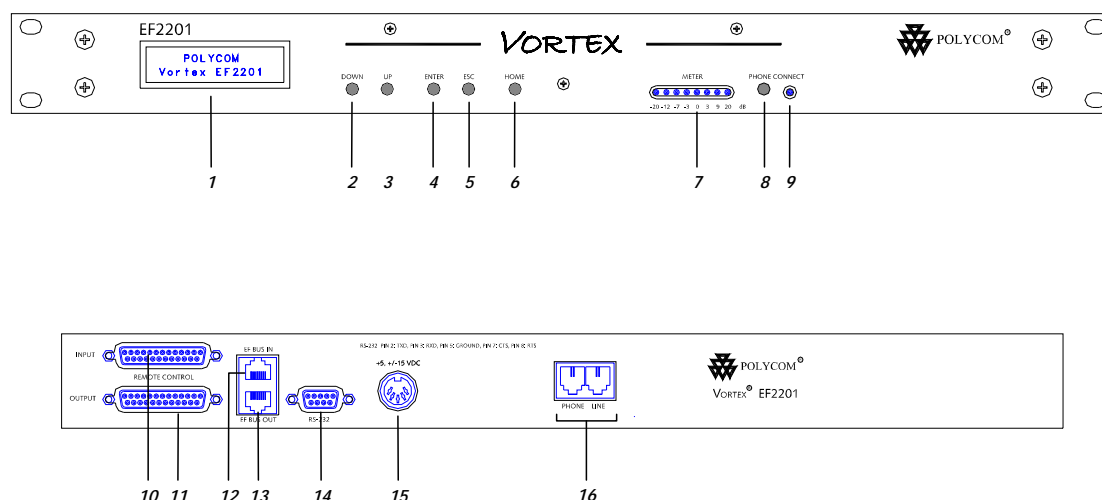 EF2201
POLYCOM
Vortex EF2201
VORTEX
POLYCOM®
DOWN UP ENTER ESC HOME
METER
PHONE CONNECT
-20 -12 -7 -3 0 3 9 20 dB
1 2 3 4 5 6 7 8 9
INPUT
REMOTE CONTROL
OUTPUT
EF BUS IN
EF BUS OUT
RS-232 PIN 2: TXD, PIN 3: RXD, PIN 5: GROUND, PIN 7: CTS, PIN 8: RTS
RS-232
+5, +/-15 VDC
PHONE LINE
POLYCOM®
VORTEX® EF2201
10 11 12 13 14 15 16